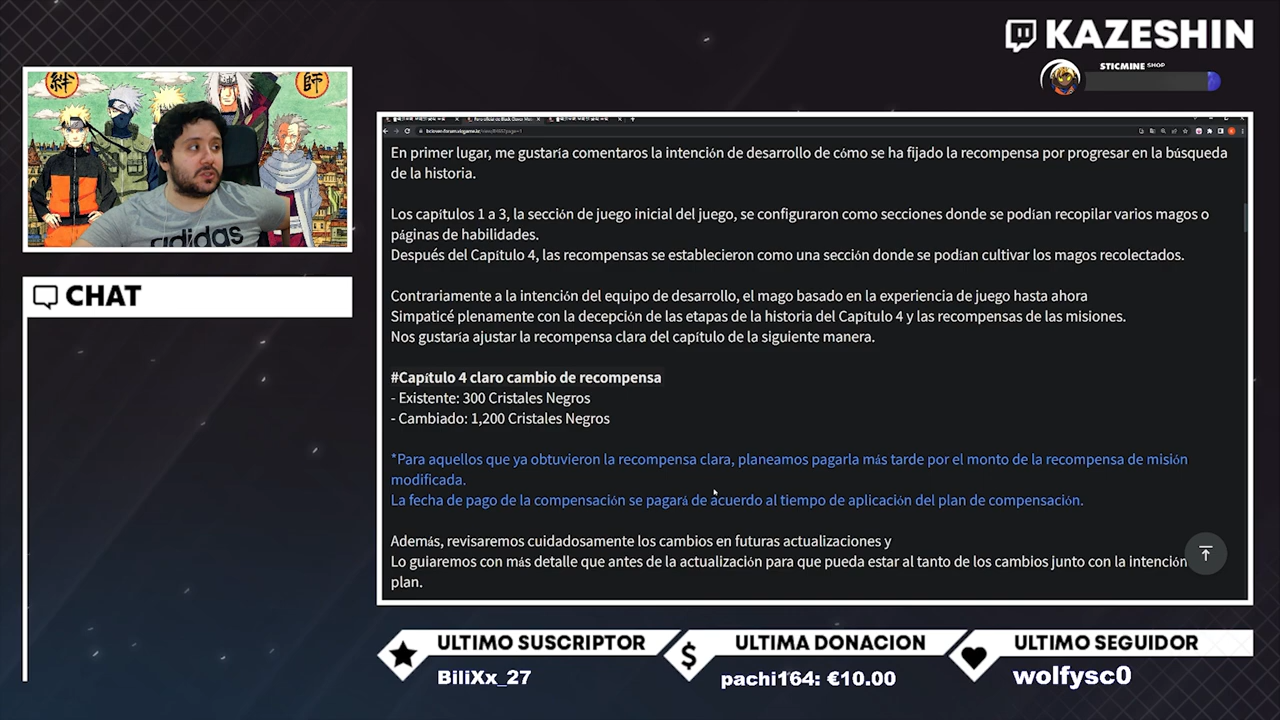 KAZESHIN
STICMINE SHOP
絆
師
adidas
CHAT
En primer lugar, me gustaría comentaros la intención de desarrollo de cómo se ha fijado la recompensa por progresar en la búsqueda
de la historia.
Los capítulos 1 a 3, la sección de juego inicial del juego, se configuraron como secciones donde se podían recopilar varios magos o
páginas de habilidades.
Después del Capítulo 4, las recompensas se establecieron como una sección donde se podían cultivar los magos recolectados.
Contrariamente a la intención del equipo de desarrollo, el mago basado en la experiencia de juego hasta ahora
Simpaticé plenamente con la decepción de las etapas de la historia del Capítulo 4 y las recompensas de las misiones.
Nos gustaría ajustar la recompensa clara del capítulo de la siguiente manera.
#Capítulo 4 claro cambio de recompensa
- Existente: 300 Cristales Negros
- Cambiado: 1,200 Cristales Negros
*Para aquellos que ya obtuvieron la recompensa clara, planeamos pagarla más tarde por el monto de la recompensa de misión
modificada.
La fecha de pago de la compensación se pagará de acuerdo al tiempo de aplicación del plan de compensación.
Además, revisaremos cuidadosamente los cambios en futuras actualizaciones y
Lo guiaremos con más detalle que antes de la actualización para que pueda estar al tanto de los cambios junto con la intención
plan.
ULTIMO SUSCRIPTOR
BiliXx_27
ULTIMA DONACION
pachi164: €10.00
ULTIMO SEGUIDOR
wolfysc0